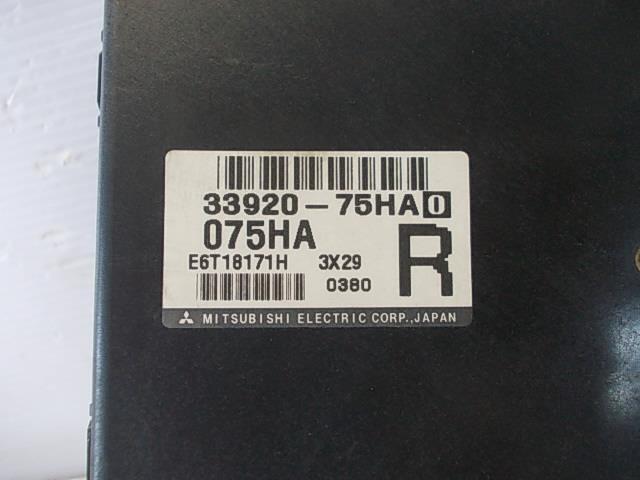 33920-75HA0
075HA
R
E6T18171H 3X29
0380
MITSUBISHI ELECTRIC CORP., JAPAN